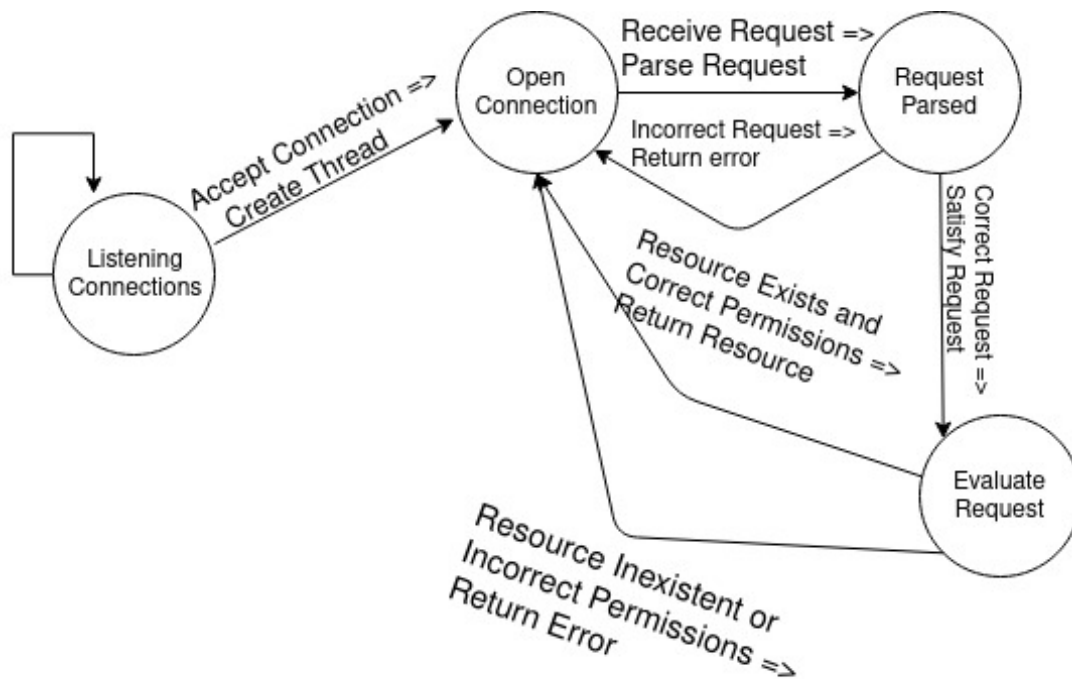 Receive Request =>
Parse Request
Open
Connection
Request
Parsed
Incorrect Request =>
Return error
Accept Connection =>
Create Thread
Listening
Connections
Correct Request =>
Satisfy Request
Resource Exists and
Correct Permissions =>
Return Resource
Evaluate
Request
Resource Inexistent or
Incorrect Permissions =>
Return Error